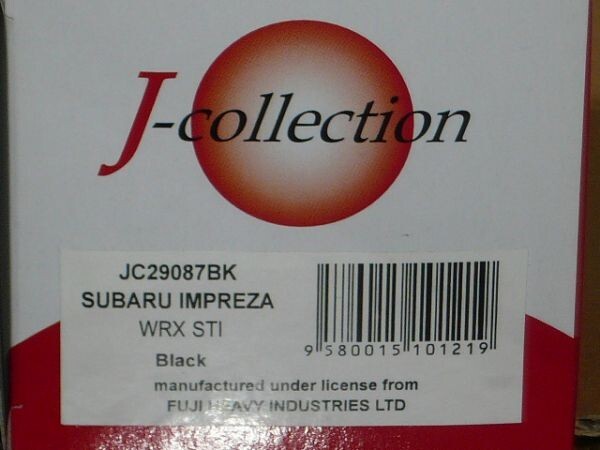 J-collection
JC29087BK
SUBARU IMPREZA
WRX STI
Black
9 580015 101219
manufactured under license from
FUJI HEAVY INDUSTRIES LTD